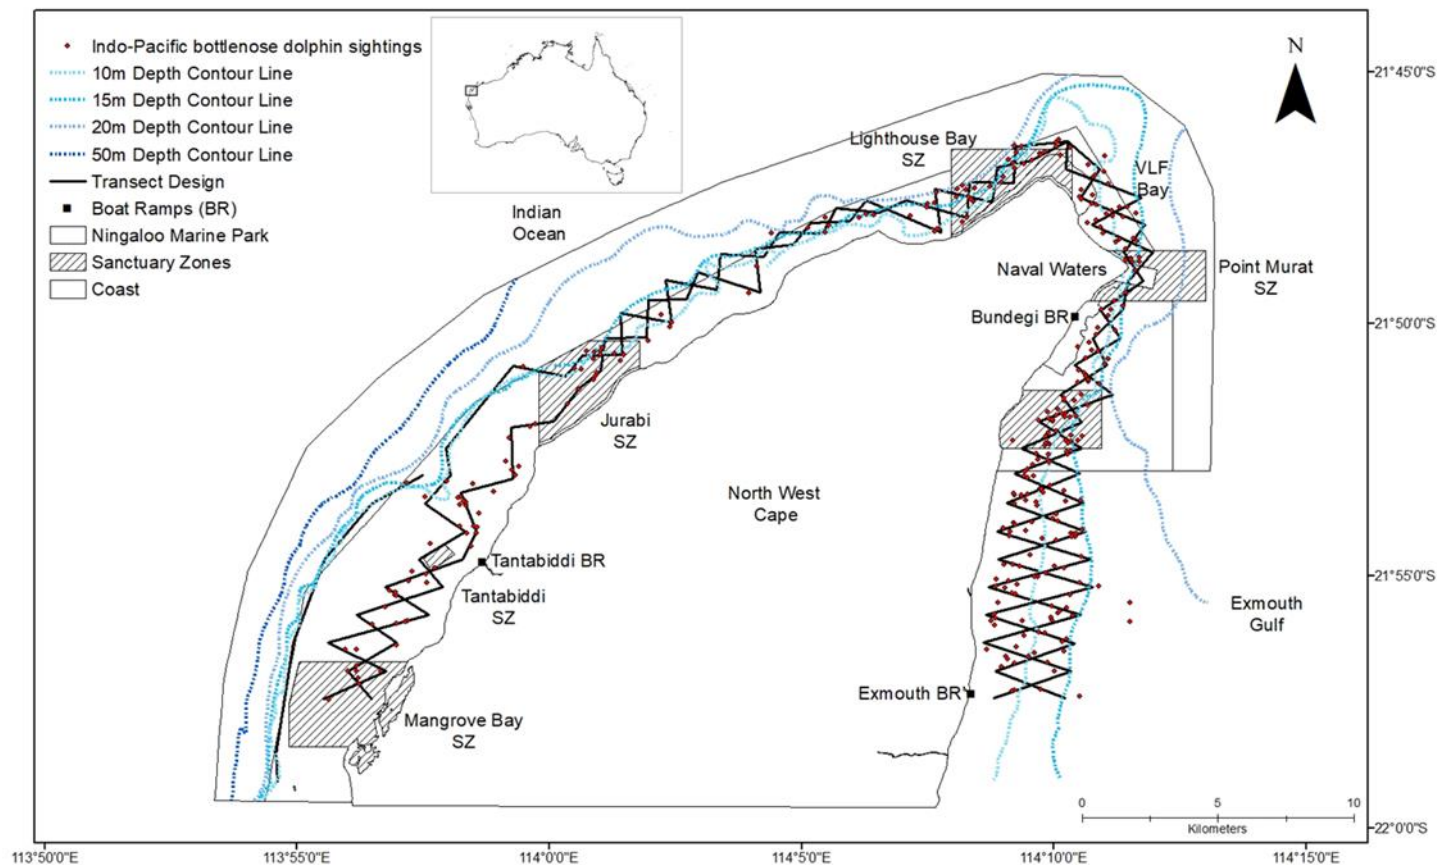 Indo-Pacific bottlenose dolphin sightings
10m Depth Contour Line
15m Depth Contour Line
20m Depth Contour Line
50m Depth Contour Line
Transect Design
Boat Ramps (BR)
Ningaloo Marine Park
Sanctuary Zones
Coast
N
21°45'0"S
Lighthouse Bay
SZ
VLF
Bay
Indian
Ocean
Naval Waters
Point Murat
SZ
Bundegi BR
21°50'0"S
Jurabi
SZ
North West
Cape
Tantabiddi BR
Tantabiddi
SZ
21°55'0"S
Exmouth
Gulf
Exmouth BR
Mangrove Bay
SZ
0 5 10
Kilometers
22°0'0"S
113°50'0"E 113°55'0"E 114°0'0"E 114°5'0"E 114°10'0"E 114°15'0"E